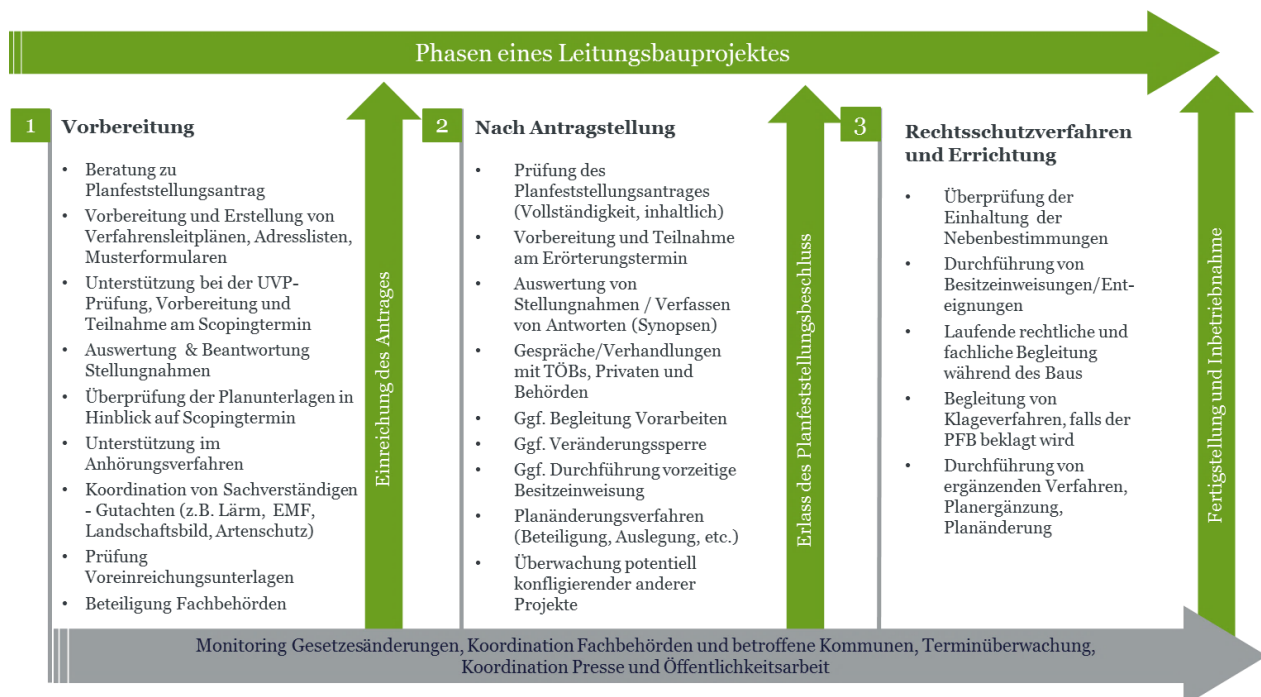 Phasen eines Leitungsbauprojektes
1
Vorbereitung
• Beratung zu
Planfeststellungsantrag
• Vorbereitung und Erstellung von
Verfahrensleitplänen, Adresslisten,
Musterformularen
• Unterstützung bei der UVP-
Prüfung, Vorbereitung und
Teilnahme am Scopingtermin
• Auswertung & Beantwortung
Stellungnahmen
• Überprüfung der Planunterlagen in
Hinblick auf Scopingtermin
• Unterstützung im
Anhörungsverfahren
• Koordination von Sachverständigen
- Gutachten (z.B. Lärm, EMF,
Landschaftsbild, Artenschutz)
• Prüfung
Voreinreichungsunterlagen
• Beteiligung Fachbehörden
Einreichung des Antrages
2
Nach Antragstellung
• Prüfung des
Planfeststellungsantrages
(Vollständigkeit, inhaltlich)
• Vorbereitung und Teilnahme
am Erörterungstermin
• Auswertung von
Stellungnahmen / Verfassen
von Antworten (Synopsen)
• Gespräche/Verhandlungen
mit TÖBs, Privaten und
Behörden
• Ggf. Begleitung Vorarbeiten
• Ggf. Veränderungssperre
• Ggf. Durchführung vorzeitige
Besitzeinweisung
• Planänderungsverfahren
(Beteiligung, Auslegung, etc.)
• Überwachung potentiell
konfligierender anderer
Projekte
Erlass des Planfeststellungsbeschluss
3
Rechtsschutzverfahren
und Errichtung
• Überprüfung der
Einhaltung der
Nebenbestimmungen
• Durchführung von
Besitzeinweisungen/Ent-
eignungen
• Laufende rechtliche und
fachliche Begleitung
während des Baus
• Begleitung von
Klageverfahren, falls der
PFB beklagt wird
• Durchführung von
ergänzenden Verfahren,
Planergänzung,
Planänderung
Fertigstellung und Inbetriebnahme
Monitoring Gesetzesänderungen, Koordination Fachbehörden und betroffene Kommunen, Terminüberwachung,
Koordination Presse und Öffentlichkeitsarbeit